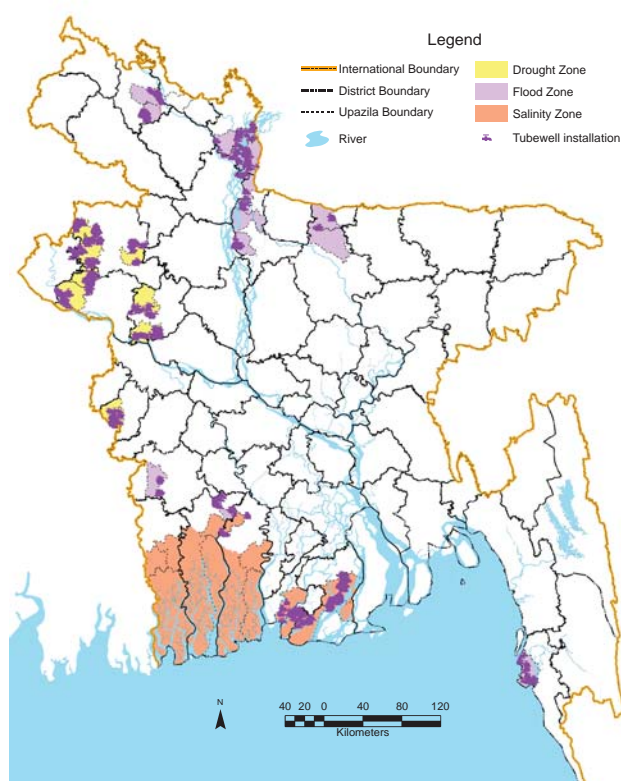 Legend
International Boundary
District Boundary
Upazila Boundary
River
Drought Zone
Flood Zone
Salinity Zone
Tubewell installation
N
40 20 0 40 80 120
Kilometers